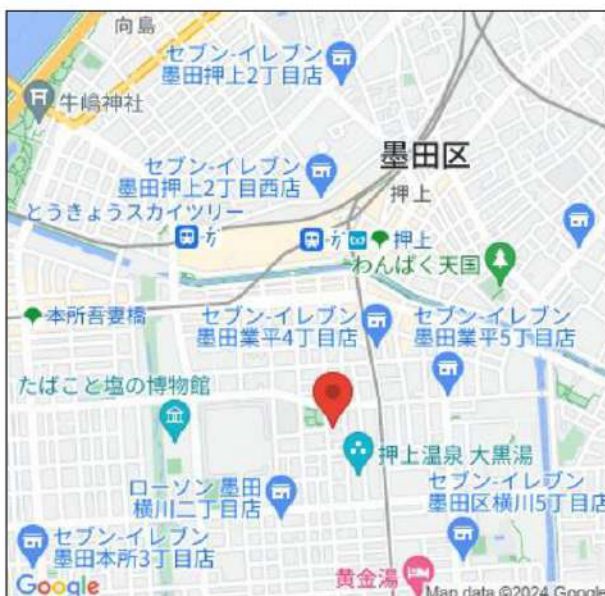 向島
セブン-イレブン
墨田押上2丁目店
牛嶋神社
墨田区
セブン-イレブン
墨田押上2丁目西店
押上
とうきょうスカイツリー
押上
わんぱく天国
本所吾妻橋
セブン-イレブン
墨田業平4丁目店
セブン-イレブン
墨田業平5丁目店
たばこと塩の博物館
押上温泉 大黒湯
ローソン 墨田
横川二丁目店
セブン-イレブン
墨田区横川5丁目店
セブン-イレブン
墨田本所3丁目店
黄金湯
Google
Map data ©2024 Google